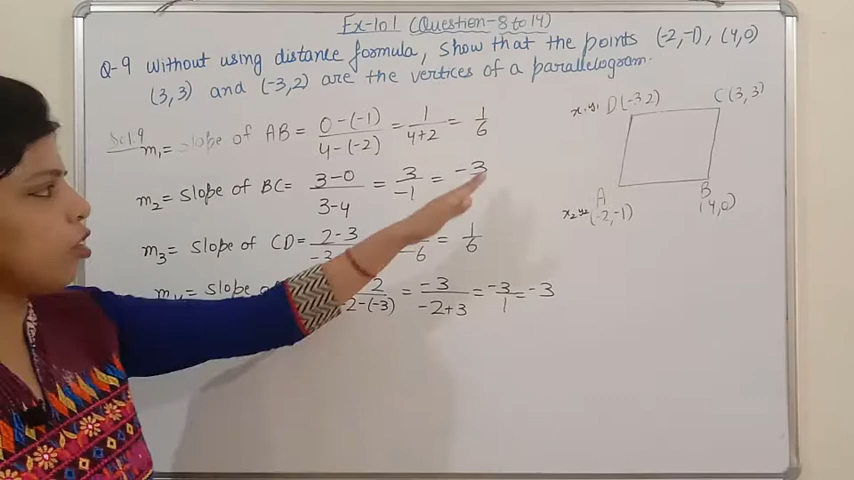 Ex-10.1 (Question-8 to 14)
Q-9 without using distance formula, show that the points (-2,-1), (4,0)
(3,3) and (-3,2) are the vertices of a parallelogram.
x₁ y₁ D(-3,2) C(3,3)
Sol.9
m₁= slope of AB = 0-(-1)/4-(-2) = 1/4+2 = 1/6
m₂= slope of BC= 3-0/3-4 = 3/-1 = -3
A B
x₂ y₂ (-2,-1) (4,0)
m₃= slope of CD= 2-3/-3 -6 = 1/6
slope 2-(-3) = -3/-2+3 = -3/1 = -3